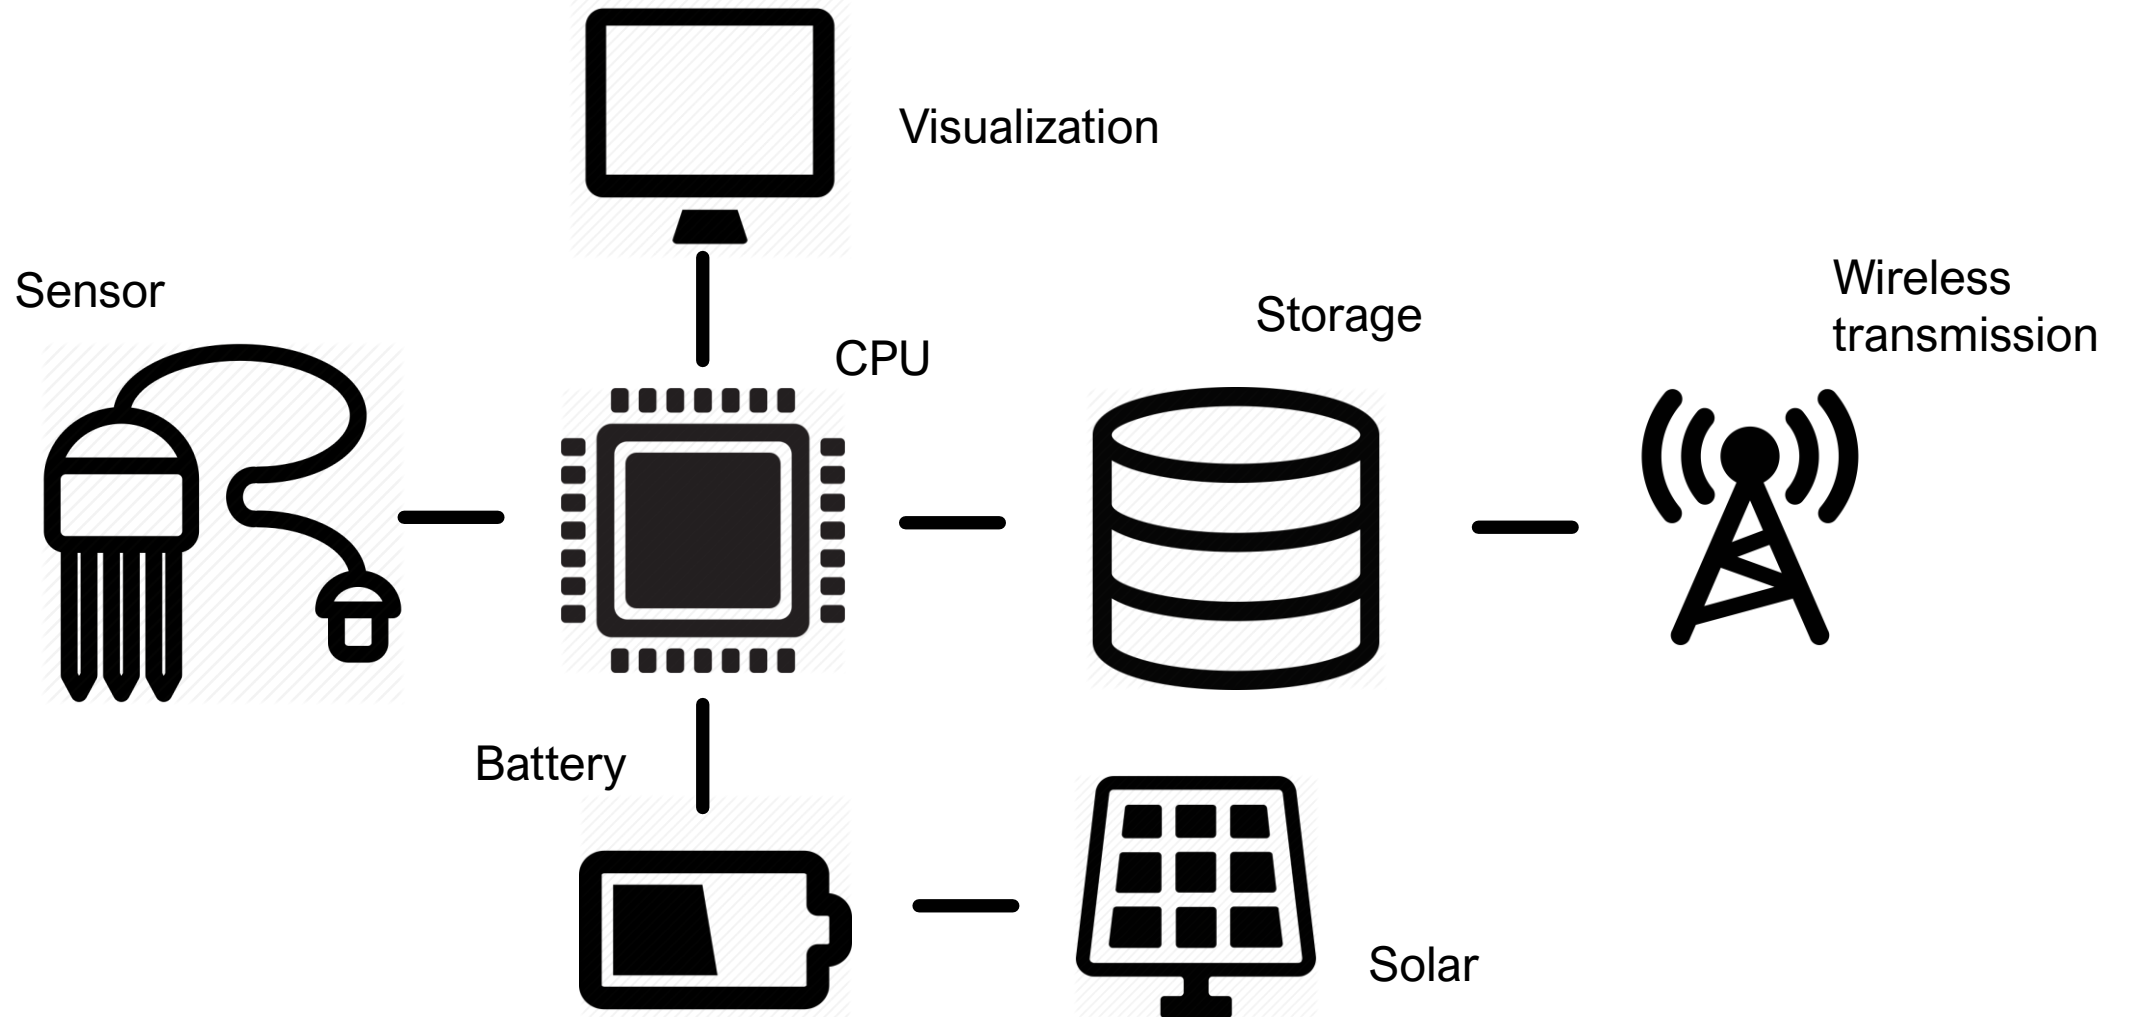 Visualization
Sensor
Wireless
transmission
Storage
CPU
Battery
Solar